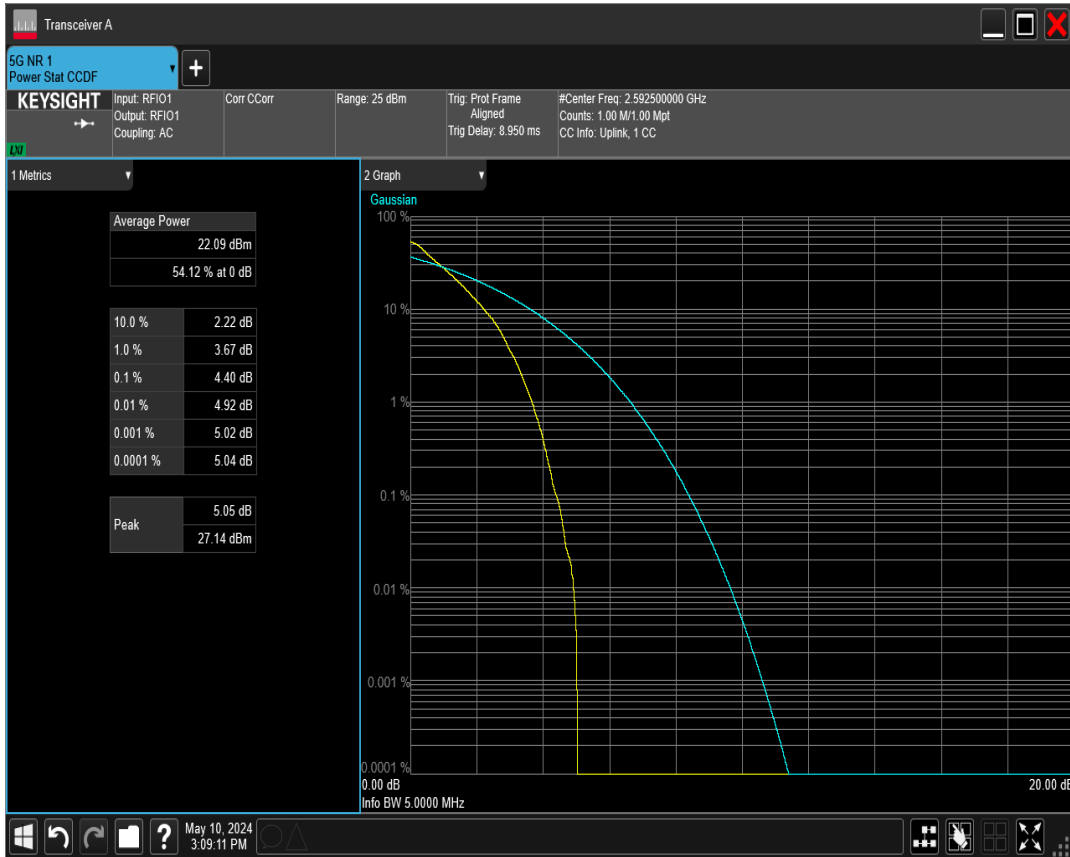 Transceiver A
5G NR 1
Power Stat CCDF
KEYSIGHT
LXI
Input: RFIO1
Output: RFIO1
Coupling: AC
Corr CCorr
Range: 25 dBm
Trig: Prot Frame
Aligned
Trig Delay: 8.950 ms
#Center Freq: 2.592500000 GHz
Counts: 1.00 M/1.00 Mpt
CC Info: Uplink, 1 CC
1 Metrics
Average Power
22.09 dBm
54.12 % at 0 dB
10.0 % 2.22 dB
1.0 % 3.67 dB
0.1 % 4.40 dB
0.01 % 4.92 dB
0.001 % 5.02 dB
0.0001 % 5.04 dB
Peak
5.05 dB
27.14 dBm
2 Graph
Gaussian
100 %
10 %
1 %
0.1 %
0.01 %
0.001 %
0.0001 %
0.00 dB 20.00 dB
Info BW 5.0000 MHz
?
May 10, 2024
3:09:11 PM